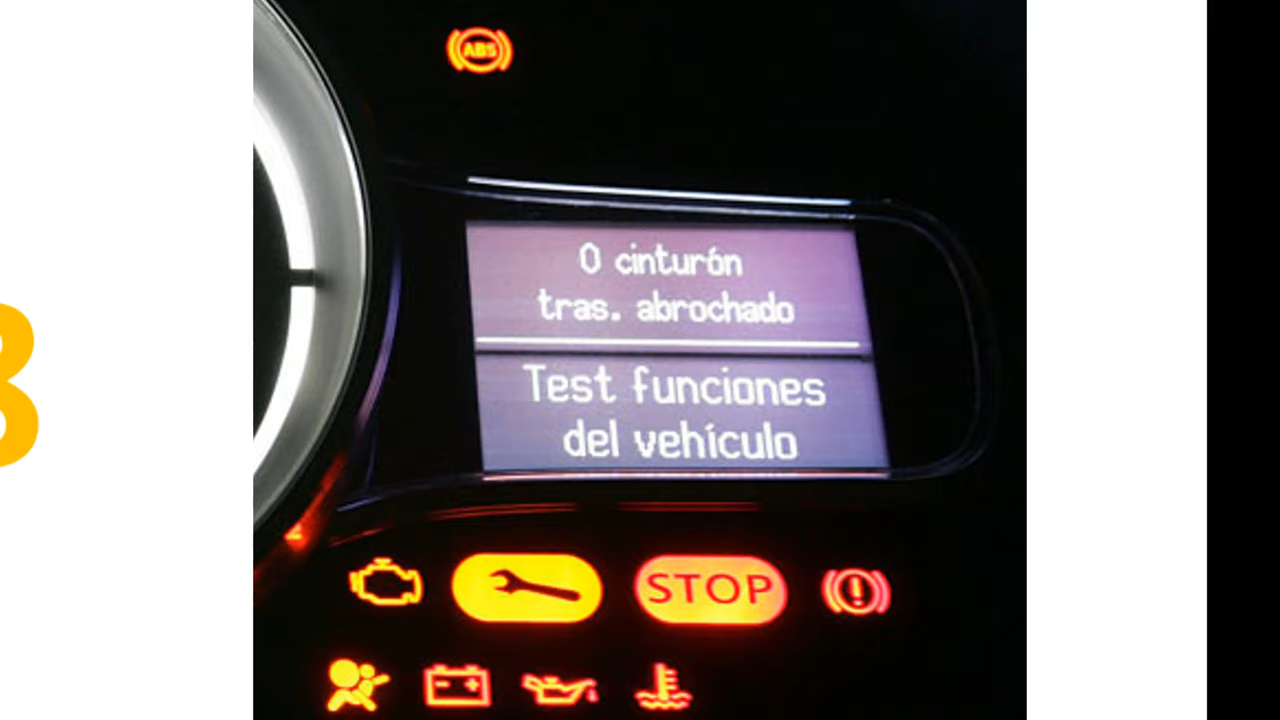 ABS
0 cinturón
tras. abrochado
Test funciones
del vehículo
STOP